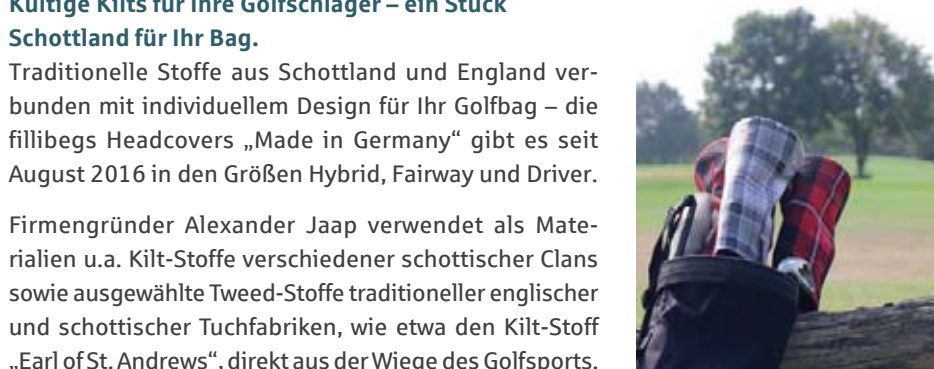 Kultige Kilts für Ihre Golfschläger – ein Stück
Schottland für Ihr Bag.
Traditionelle Stoffe aus Schottland und England ver-
bunden mit individuellem Design für Ihr Golfbag – die
fillibegs Headcovers „Made in Germany“ gibt es seit
August 2016 in den Größen Hybrid, Fairway und Driver.
Firmengründer Alexander Jaap verwendet als Mate-
rialien u.a. Kilt-Stoffe verschiedener schottischer Clans
sowie ausgewählte Tweed-Stoffe traditioneller englischer
und schottischer Tuchfabriken, wie etwa den Kilt-Stoff
„Earl of St. Andrews“, direkt aus der Wiege des Golfsports.